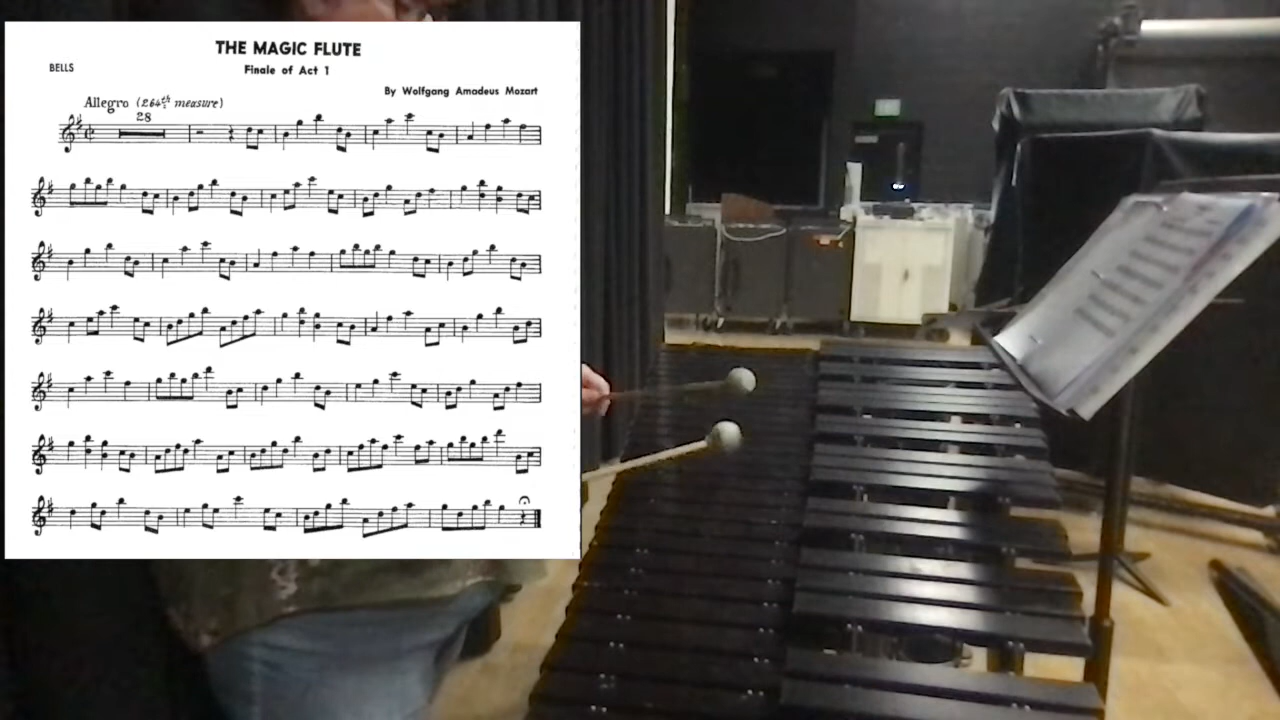 THE MAGIC FLUTE
BELLS
Finale of Act 1
By Wolfgang Amadeus Mozart
Allegro (264th measure)
28